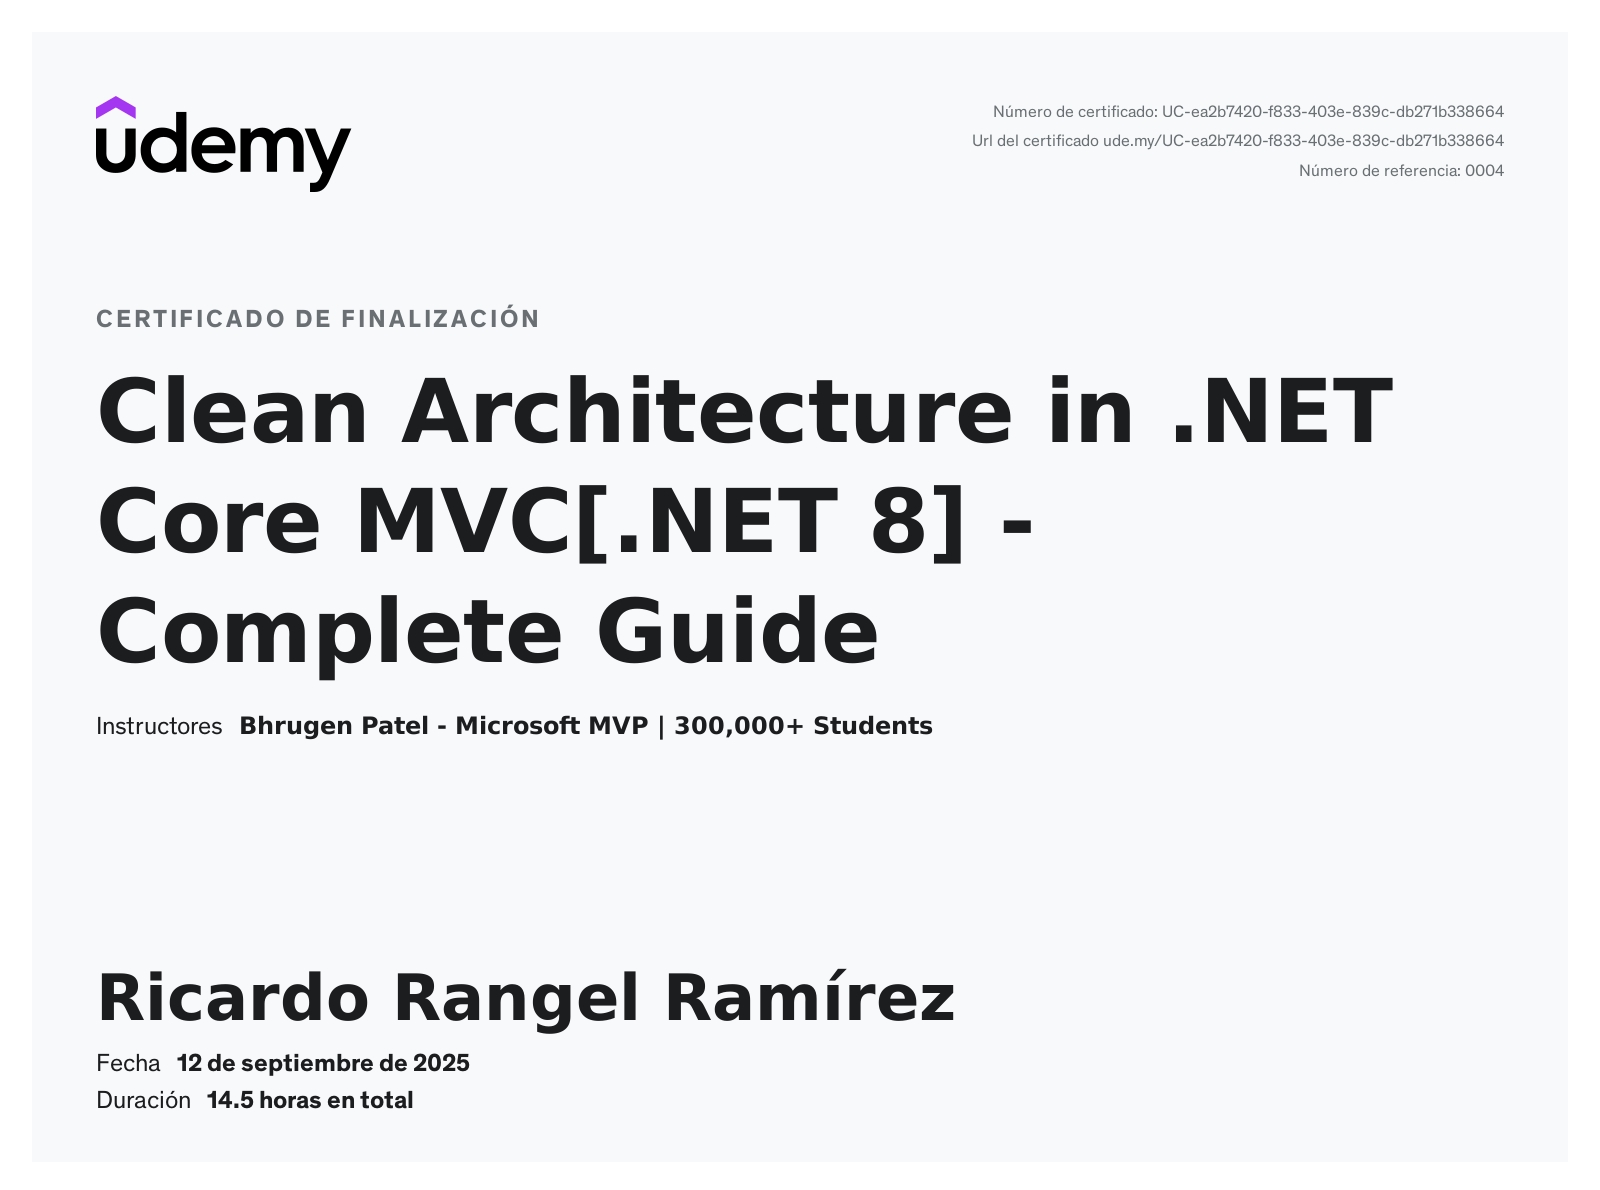 udemy
Número de certificado: UC-ea2b7420-f833-403e-839c-db271b338664
Url del certificado ude.my/UC-ea2b7420-f833-403e-839c-db271b338664
Número de referencia: 0004
CERTIFICADO DE FINALIZACIÓN
Clean Architecture in .NET
Core MVC[.NET 8] -
Complete Guide
Instructores Bhrugen Patel - Microsoft MVP | 300,000+ Students
Ricardo Rangel Ramírez
Fecha 12 de septiembre de 2025
Duración 14.5 horas en total